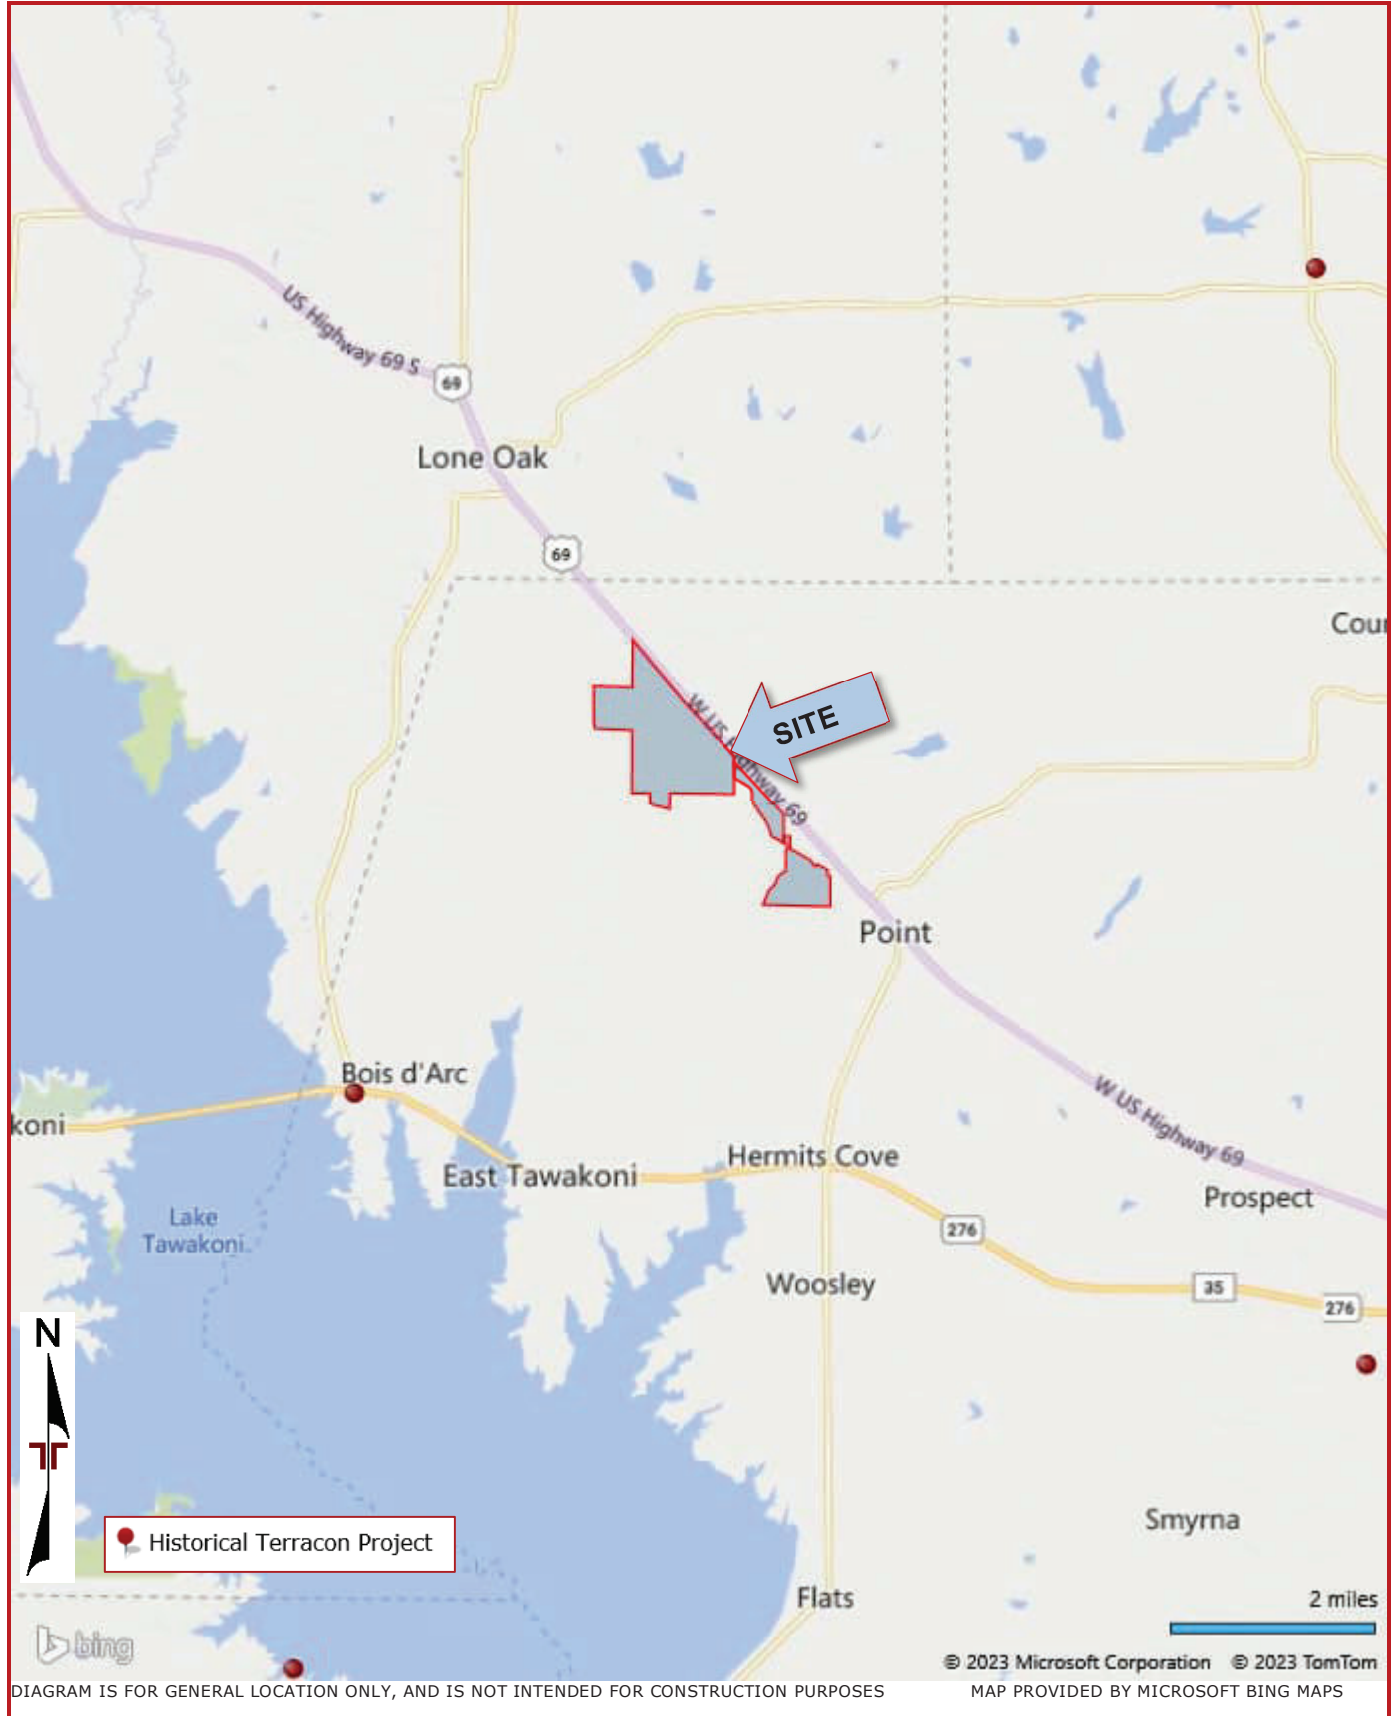 US Highway 69 S
69
Lone Oak
69
Cour
W US Highway 69
SITE
Point
Bois d'Arc
koni
W US Highway 69
Hermits Cove
East Tawakoni
Prospect
Lake
Tawakoni
276
Woosley
35
276
N
Smyrna
Historical Terracon Project
Flats
2 miles
bing
© 2023 Microsoft Corporation © 2023 TomTom
DIAGRAM IS FOR GENERAL LOCATION ONLY, AND IS NOT INTENDED FOR CONSTRUCTION PURPOSES
MAP PROVIDED BY MICROSOFT BING MAPS